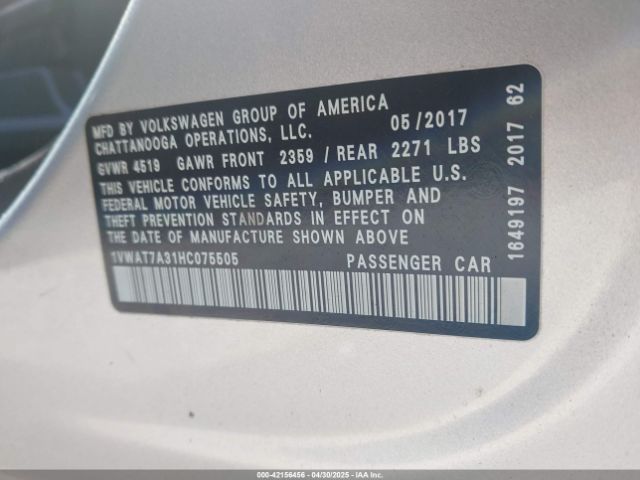 MFD BY VOLKSWAGEN GROUP OF AMERICA
CHATTANOOGA OPERATIONS, LLC. 05/2017
GVWR 4519 GAWR FRONT 2359 / REAR 2271 LBS
THIS VEHICLE CONFORMS TO ALL APPLICABLE U.S.
FEDERAL MOTOR VEHICLE SAFETY, BUMPER AND
THEFT PREVENTION STANDARDS IN EFFECT ON
THE DATE OF MANUFACTURE SHOWN ABOVE
1VWAT7A31HC075505 PASSENGER CAR
1649197 2017 62
000-42156456 - 04/30/2025 - IAAI.COM